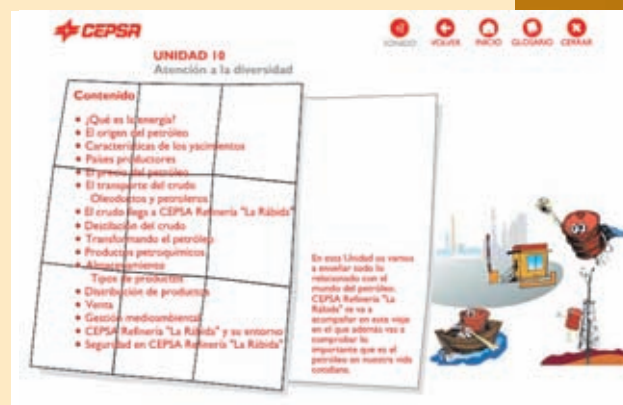 CEPSA
SONIDO VOLVER INICIO GLOSARIO CERRAR
UNIDAD 10
Atención a la diversidad
Contenido
¿Qué es la energía?
El origen del petróleo
Características de los yacimientos
Países productores
El precio del petróleo
El transporte del crudo
Oleoductos y petroleros
El crudo llega a CEPSA Refinería "La Rábida"
Destilación del crudo
Transformando el petróleo
Productos petroquímicos
Almacenamiento
Tipos de productos
Distribución de productos
Venta
Gestión medioambiental
CEPSA Refinería "La Rábida" y su entorno
Seguridad en CEPSA Refinería "La Rábida"
En esta Unidad os vamos
a enseñar todo lo
relacionado con el
mundo del petróleo.
CEPSA Refinería "La
Rábida" te va a
acompañar en este viaje
en el que además vas a
comprobar lo
importante que es el
petróleo en nuestra vida
cotidiana.